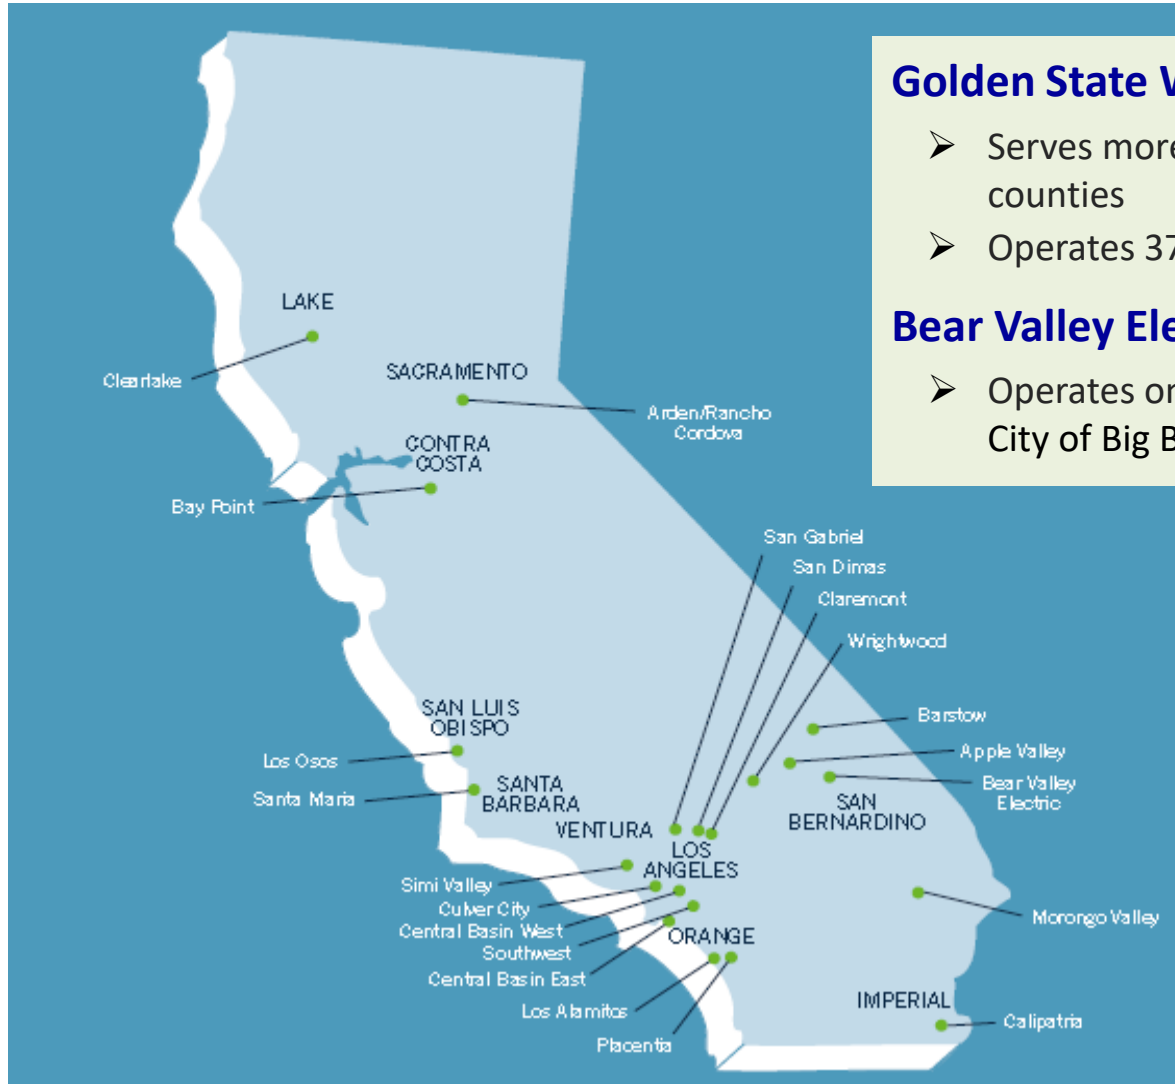 Golden State W
➢ Serves more
counties
➢ Operates 37
Bear Valley Ele
➢ Operates
City of Big B
LAKE
Clearlake
SACRAMENTO
Arden/Rancho
Cordova
CONTRA
COSTA
Bay Point
San Gabriel
San Dimas
Claremont
Wrightwood
SAN LUIS
OBISPO
Los Osos
Barstow
Apple Valley
Bear Valley
Electric
Santa Maria
SANTA
BARBARA
SAN
BERNARDINO
VENTURA
LOS
ANGELES
Simi Valley
Culver City
Central Basin West
Southwest
Central Basin East
ORANGE
Los Alamitos
Placentia
Morongo Valley
IMPERIAL
Calipatria